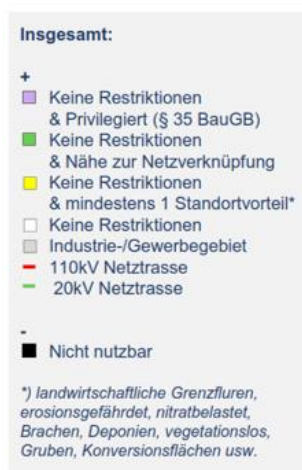 Insgesamt:
+
Keine Restriktionen
& Privilegiert (§ 35 BauGB)
Keine Restriktionen
& Nähe zur Netzverknüpfung
Keine Restriktionen
& mindestens 1 Standortvorteil*
Keine Restriktionen
Industrie-/Gewerbegebiet
110kV Netztrasse
20kV Netztrasse
-
Nicht nutzbar
*) landwirtschaftliche Grenzfluren,
erosionsgefährdet, nitratbelastet,
Brachen, Deponien, vegetationslos,
Gruben, Konversionsflächen usw.